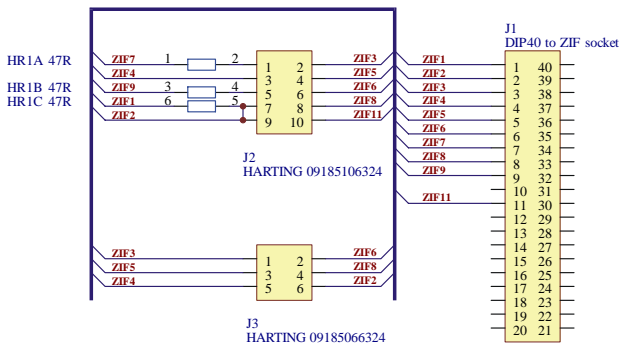 J1
DIP40 to ZIF socket
HR1A 47R ZIF7 1 2 1 2 ZIF3 ZIF1 1 40
ZIF4 3 4 ZIF5 ZIF2 2 39
HR1B 47R ZIF9 3 4 5 6 ZIF6 ZIF3 3 38
HR1C 47R ZIF1 6 5 7 8 ZIF8 ZIF4 4 37
ZIF2 9 10 ZIF11 ZIF5 5 36
ZIF6 6 35
ZIF7 7 34
ZIF8 8 33
ZIF9 9 32
10 31
ZIF11 11 30
12 29
13 28
14 27
15 26
16 25
17 24
18 23
19 22
20 21
J2
HARTING 09185106324
ZIF3 1 2 ZIF6
ZIF5 3 4 ZIF8
ZIF4 5 6 ZIF2
J3
HARTING 09185066324